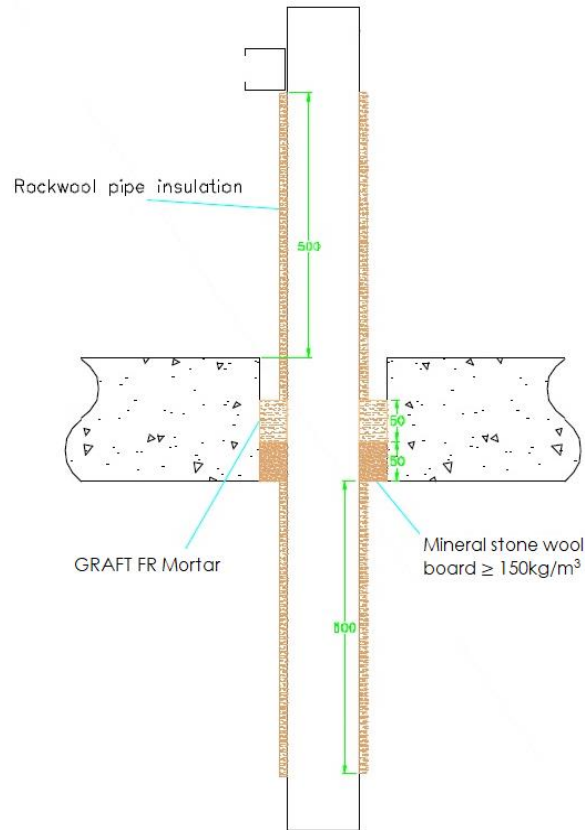 Rockwool pipe insulation
500
50
50
GRAFT FR Mortar
Mineral stone wool
board ≥ 150kg/m³
500